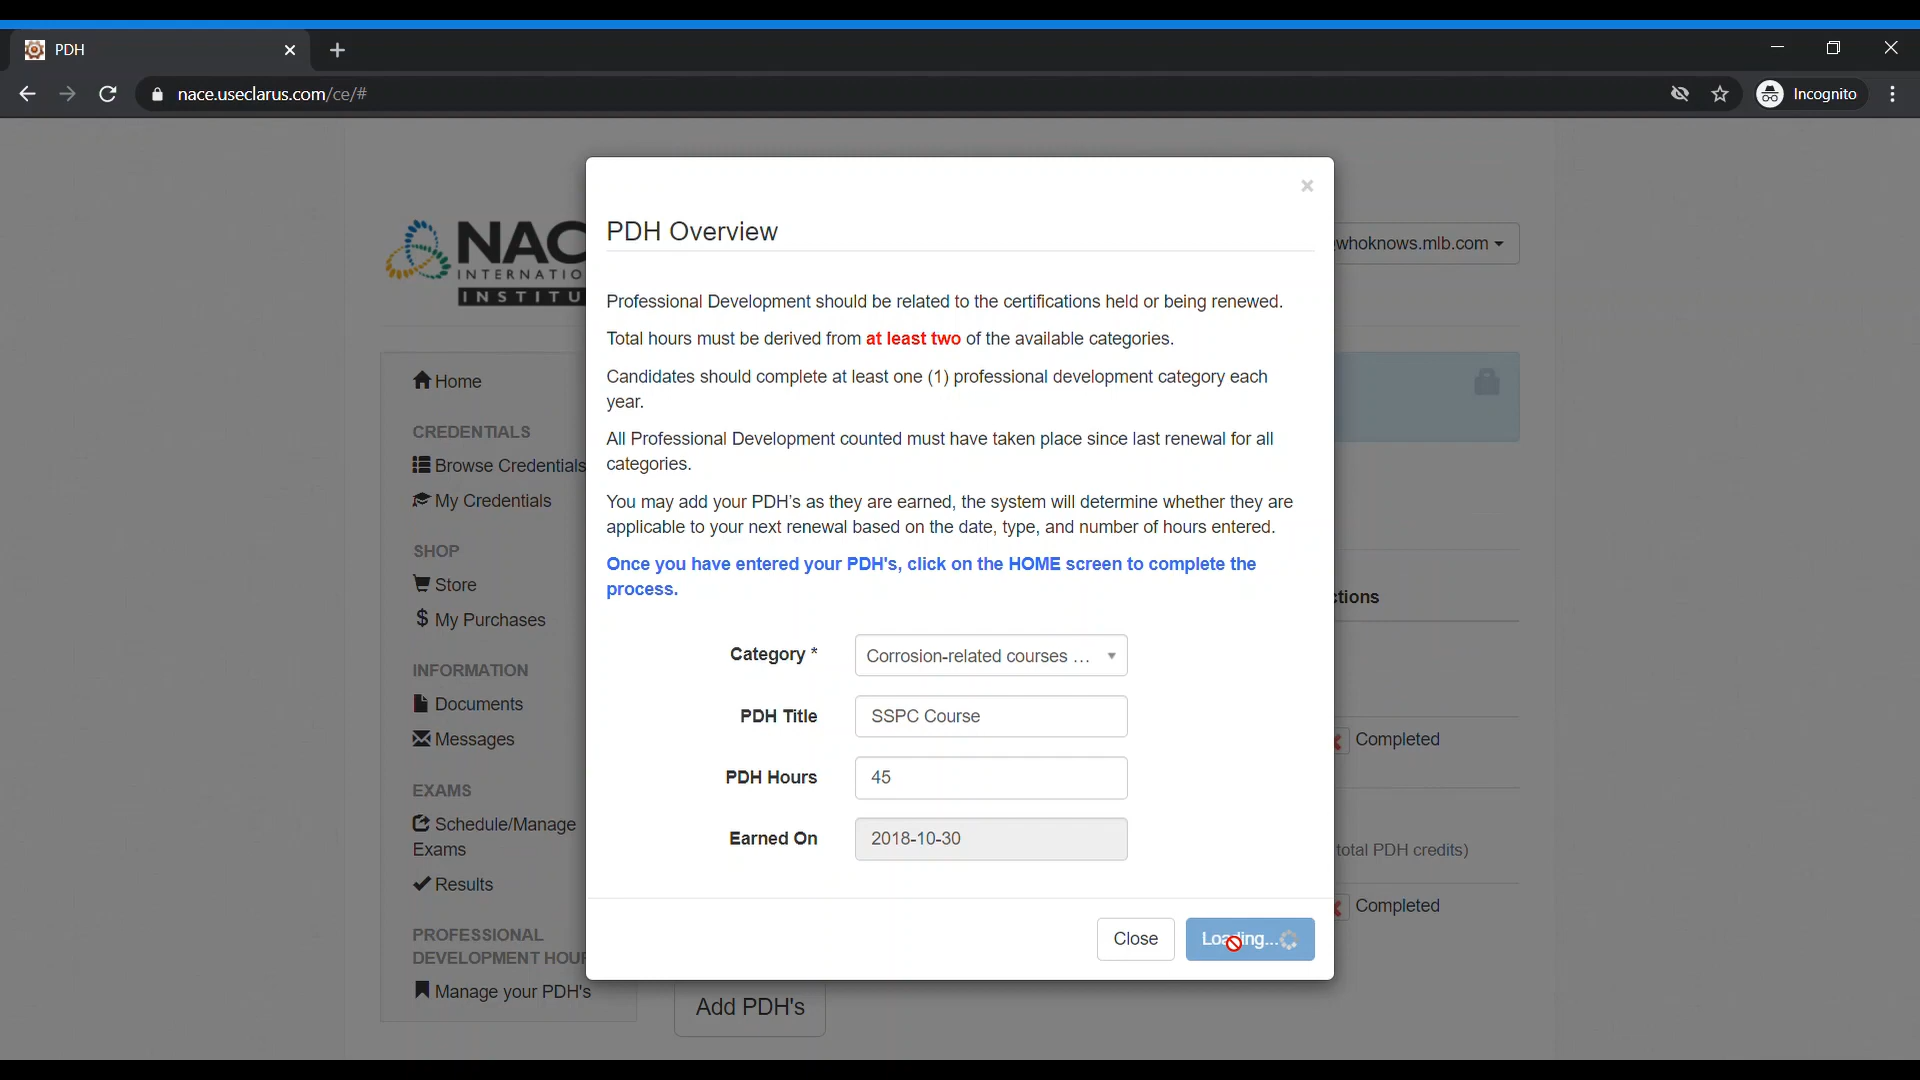 PDH
nace.useclarus.com/ce/#
Incognito
NAC
INTERNATIO
INSTITU
whoknows.mlb.com
Home
CREDENTIALS
Browse Credentials
My Credentials
SHOP
Store
My Purchases
INFORMATION
Documents
Messages
EXAMS
Schedule/Manage
Exams
Results
PROFESSIONAL
DEVELOPMENT HOU
Manage your PDH's
PDH Overview
Professional Development should be related to the certifications held or being renewed.
Total hours must be derived from at least two of the available categories.
Candidates should complete at least one (1) professional development category each
year.
All Professional Development counted must have taken place since last renewal for all
categories.
You may add your PDH’s as they are earned, the system will determine whether they are
applicable to your next renewal based on the date, type, and number of hours entered.
Once you have entered your PDH's, click on the HOME screen to complete the
process.
Category * Corrosion-related courses ...
PDH Title SSPC Course
PDH Hours 45
Earned On 2018-10-30
Close Loading...
ctions
Completed
total PDH credits)
Completed
Add PDH's